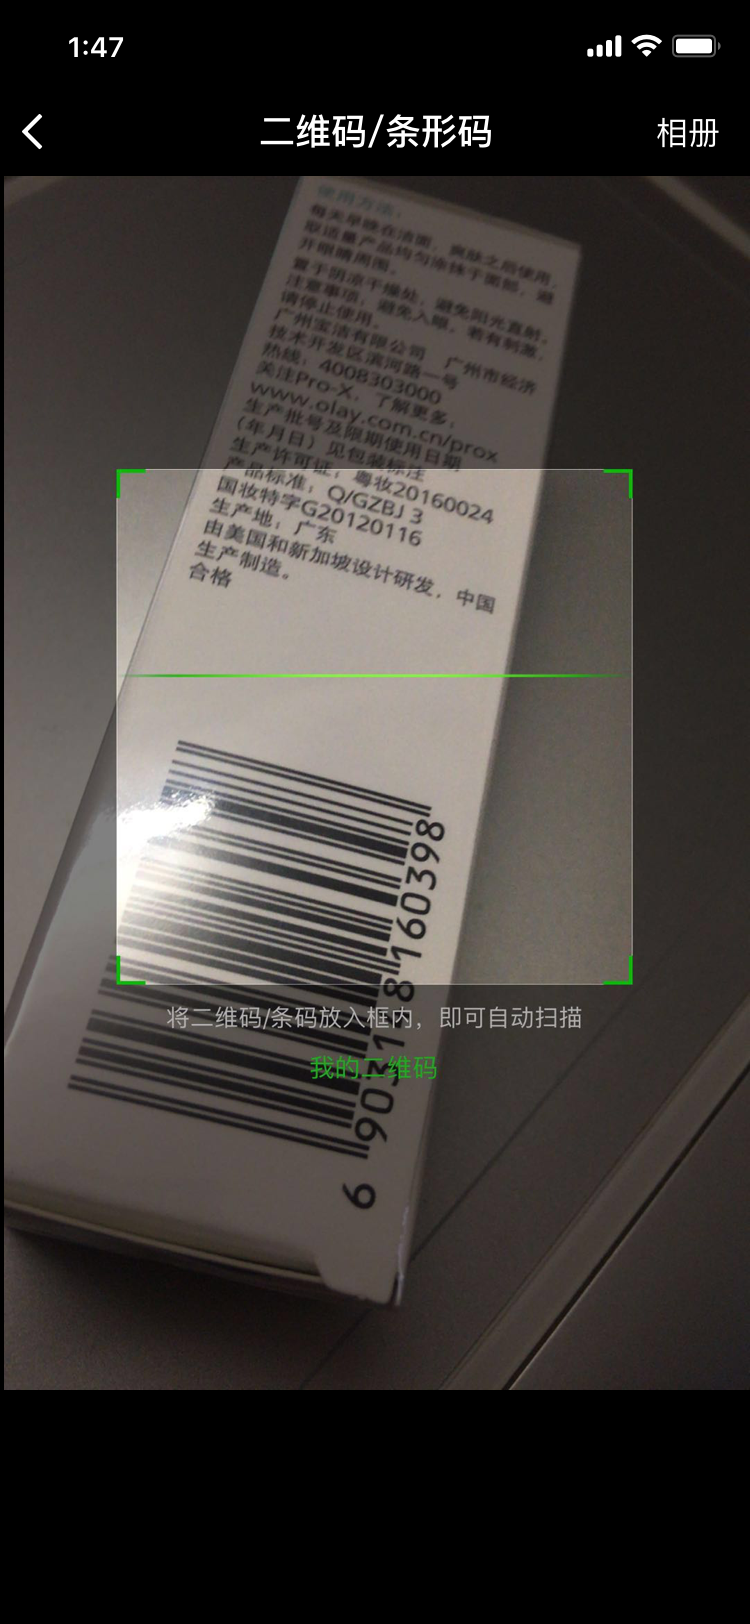 1:47
二维码/条形码
相册
使用方法：
每天早晚在洁面、爽肤之后使用，
取适量产品均匀涂抹于面部，避
开眼睛周围。
置于阴凉干燥处，避免阳光直射。
注意事项：避免入眼。若有刺激，
请停止使用。
广州宝洁有限公司 广州市经济
技术开发区滨河路一号
热线：4008303000
关注Pro-X，了解更多：
www.olay.com.cn/prox
生产批号及限期使用日期
（年月日）见包装标注
生产许可证：粤妆20160024
产品标准：Q/GZBJ 3
国妆特字G20120116
生产地：广东
由美国和新加坡设计研发，中国
生产制造。
合格
将二维码/条码放入框内，即可自动扫描
我的二维码